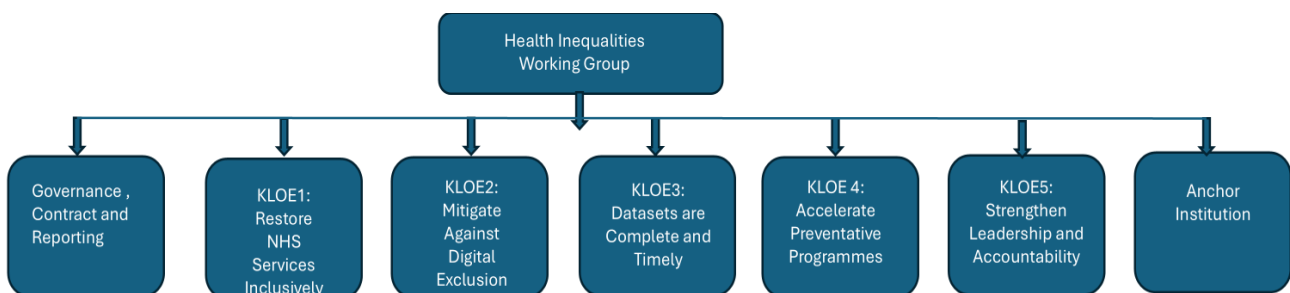 Health Inequalities
Working Group
Governance ,
Contract and
Reporting
KLOE1:
Restore
NHS
Services
Inclusively
KLOE2:
Mitigate
Against
Digital
Exclusion
KLOE3:
Datasets are
Complete and
Timely
KLOE 4:
Accelerate
Preventative
Programmes
KLOE5:
Strengthen
Leadership and
Accountability
Anchor
Institution